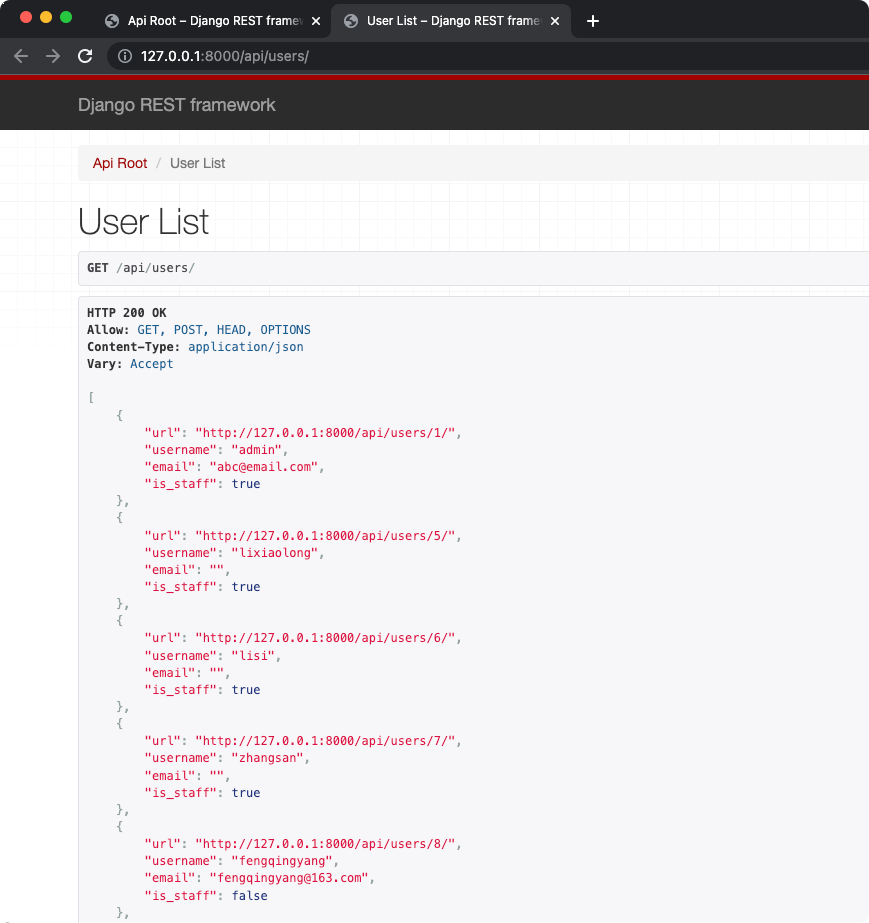 Api Root – Django REST framew
User List – Django REST frame
127.0.0.1:8000/api/users/
Django REST framework
Api Root / User List
User List
GET /api/users/
HTTP 200 OK
Allow: GET, POST, HEAD, OPTIONS
Content-Type: application/json
Vary: Accept
[
    {
        "url": "http://127.0.0.1:8000/api/users/1/",
        "username": "admin",
        "email": "abc@email.com",
        "is_staff": true
    },
    {
        "url": "http://127.0.0.1:8000/api/users/5/",
        "username": "lixiaolong",
        "email": "",
        "is_staff": true
    },
    {
        "url": "http://127.0.0.1:8000/api/users/6/",
        "username": "lisi",
        "email": "",
        "is_staff": true
    },
    {
        "url": "http://127.0.0.1:8000/api/users/7/",
        "username": "zhangsan",
        "email": "",
        "is_staff": true
    },
    {
        "url": "http://127.0.0.1:8000/api/users/8/",
        "username": "fengqingyang",
        "email": "fengqingyang@163.com",
        "is_staff": false
    },